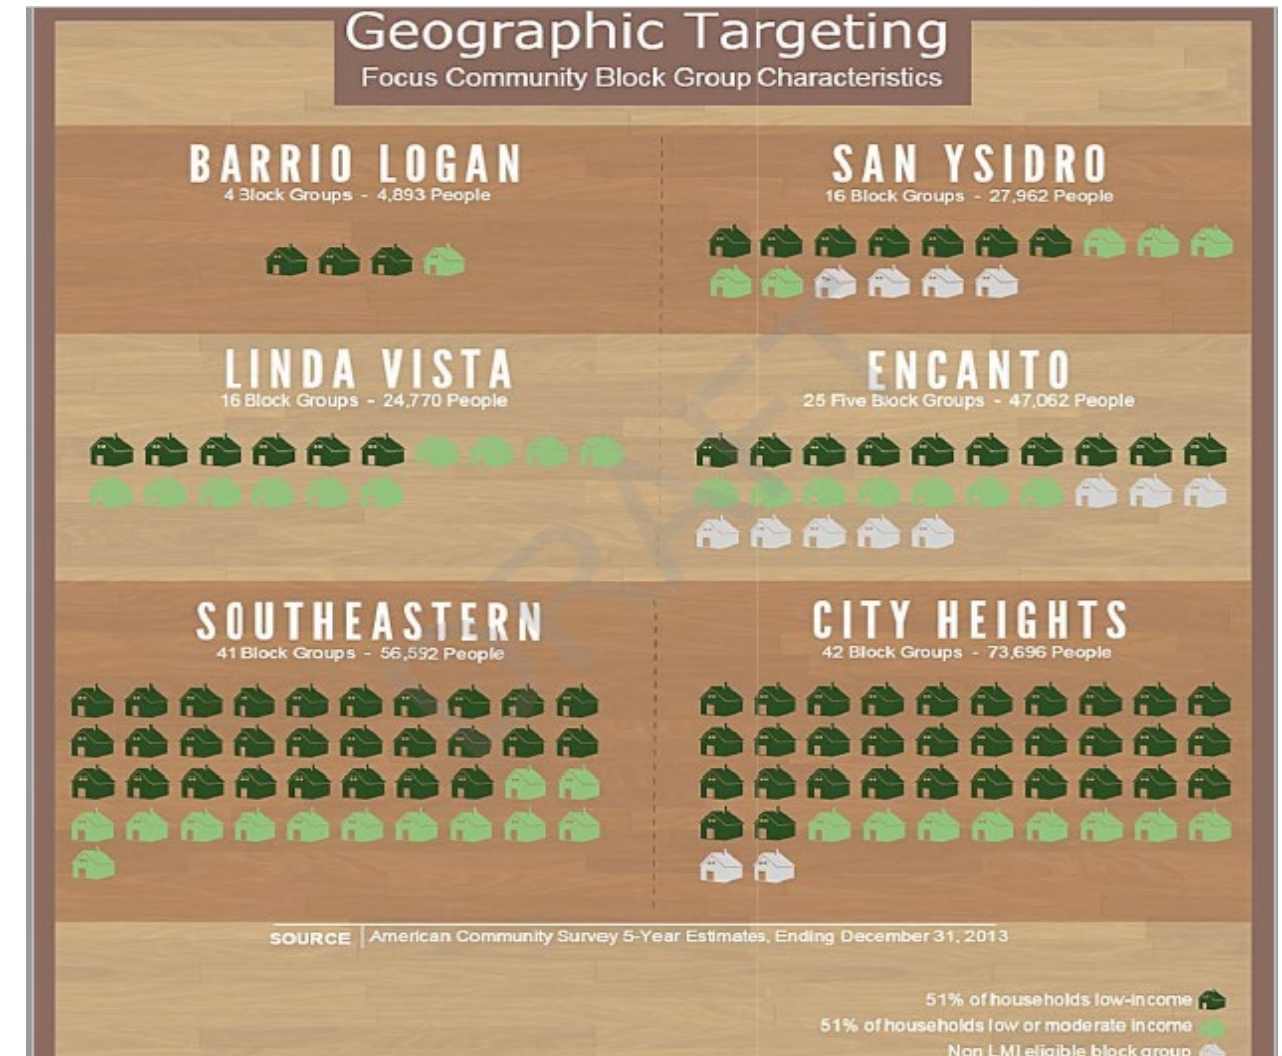 Geographic Targeting
Focus Community Block Group Characteristics
BARRIO LOGAN
4 Block Groups - 4,893 People
SAN YSIDRO
16 Block Groups - 27,962 People
LINDA VISTA
16 Block Groups - 24,770 People
ENCANTO
25 Five Block Groups - 47,062 People
SOUTHEASTERN
41 Block Groups - 56,592 People
CITY HEIGHTS
42 Block Groups - 73,696 People
DRAFT
SOURCE | American Community Survey 5-Year Estimates, Ending December 31, 2013
51% of households low-income
51% of households low or moderate income
Non LMI eligible block group